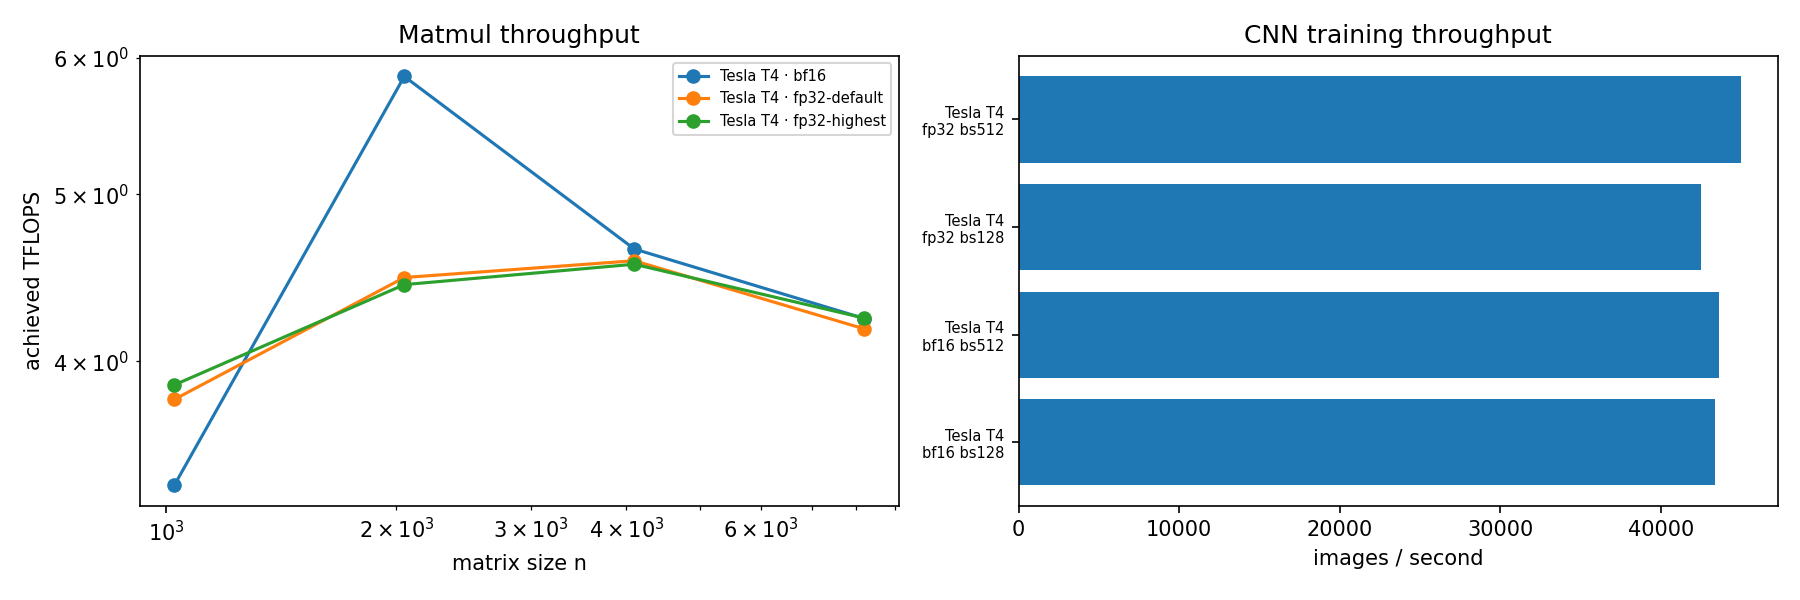 Matmul throughput
6 × 10⁰
5 × 10⁰
4 × 10⁰
achieved TFLOPS
Tesla T4 · bf16
Tesla T4 · fp32-default
Tesla T4 · fp32-highest
10³
2 × 10³
3 × 10³
4 × 10³
6 × 10³
matrix size n
CNN training throughput
Tesla T4
fp32 bs512
Tesla T4
fp32 bs128
Tesla T4
bf16 bs512
Tesla T4
bf16 bs128
0
10000
20000
30000
40000
images / second